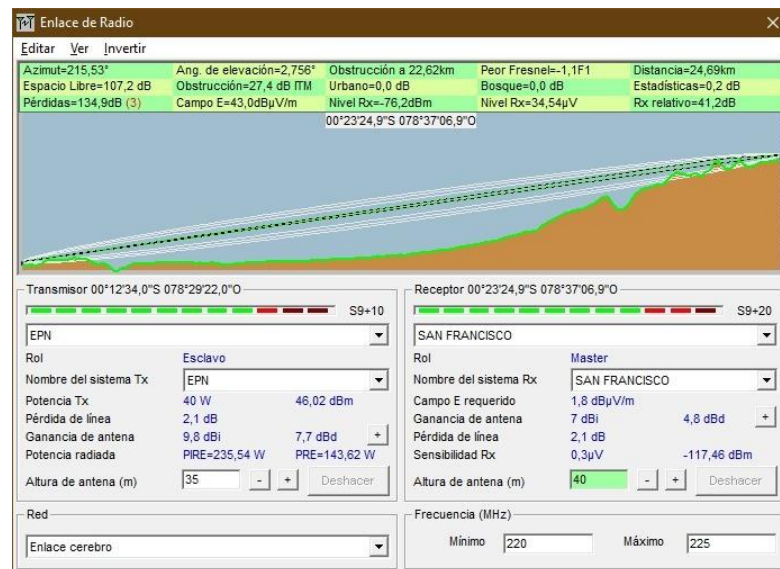 Enlace de Radio
Editar Ver Invertir
Azimut=215,53° Ang. de elevación=2,756° Obstrucción a 22,62km Peor Fresnel=-1,1F1 Distancia=24,69km
Espacio Libre=107,2 dB Obstrucción=27,4 dB ITM Urbano=0,0 dB Bosque=0,0 dB Estadísticas=0,2 dB
Pérdidas=134,9dB (3) Campo E=43,0dBµV/m Nivel Rx=-76,2dBm Nivel Rx=34,54µV Rx relativo=41,2dB
00°23'24,9"S 078°37'06,9"O
Transmisor 00°12'34,0"S 078°29'22,0"O
S9+10
EPN
Rol Esclavo
Nombre del sistema Tx EPN
Potencia Tx 40 W 46,02 dBm
Pérdida de línea 2,1 dB
Ganancia de antena 9,8 dBi 7,7 dBd +
Potencia radiada PIRE=235,54 W PRE=143,62 W
Altura de antena (m) 35 - + Deshacer
Red
Enlace cerebro
Receptor 00°23'24,9"S 078°37'06,9"O
S9+20
SAN FRANCISCO
Rol Master
Nombre del sistema Rx SAN FRANCISCO
Campo E requerido 1,8 dBµV/m
Ganancia de antena 7 dBi 4,8 dBd +
Pérdida de línea 2,1 dB
Sensibilidad Rx 0,3µV -117,46 dBm
Altura de antena (m) 40 - + Deshacer
Frecuencia (MHz)
Mínimo 220 Máximo 225